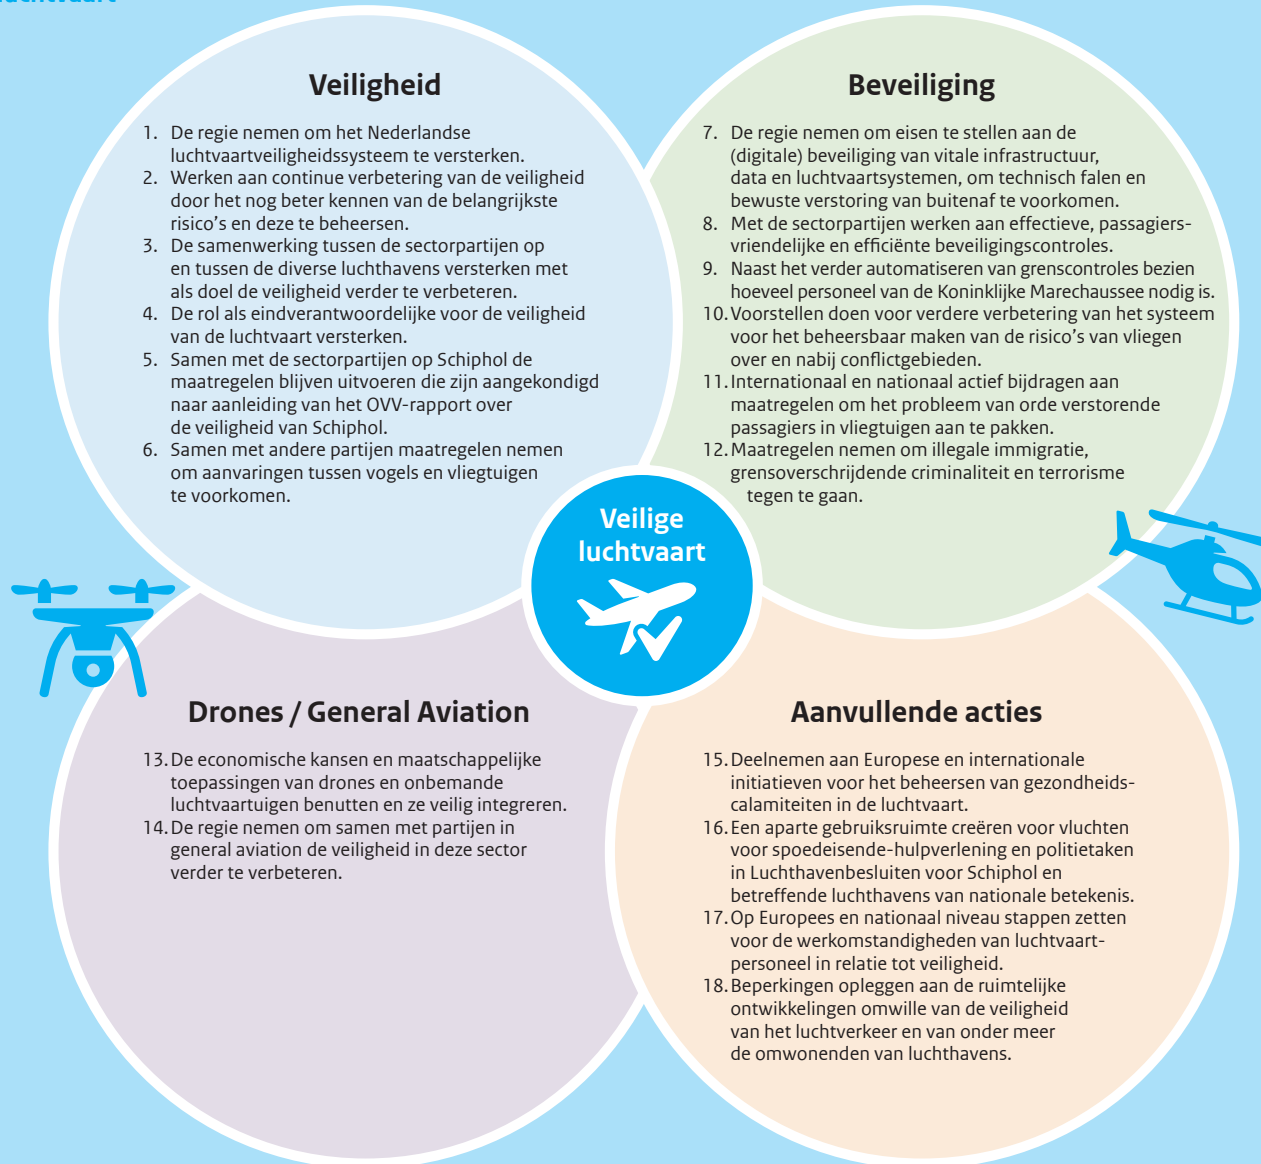 luchtvaart
Veiligheid
1. De regie nemen om het Nederlandse
luchtvaartveiligheidssysteem te versterken.
2. Werken aan continue verbetering van de veiligheid
door het nog beter kennen van de belangrijkste
risico's en deze te beheersen.
3. De samenwerking tussen de sectorpartijen op
en tussen de diverse luchthavens versterken met
als doel de veiligheid verder te verbeteren.
4. De rol als eindverantwoordelijke voor de veiligheid
van de luchtvaart versterken.
5. Samen met de sectorpartijen op Schiphol de
maatregelen blijven uitvoeren die zijn aangekondigd
naar aanleiding van het OVV-rapport over
de veiligheid van Schiphol.
6. Samen met andere partijen maatregelen nemen
om aanvaringen tussen vogels en vliegtuigen
te voorkomen.
Beveiliging
7. De regie nemen om eisen te stellen aan de
(digitale) beveiliging van vitale infrastructuur,
data en luchtvaartsystemen, om technisch falen en
bewuste verstoring van buitenaf te voorkomen.
8. Met de sectorpartijen werken aan effectieve, passagiers-
vriendelijke en efficiënte beveiligingscontroles.
9. Naast het verder automatiseren van grenscontroles bezien
hoeveel personeel van de Koninklijke Marechaussee nodig is.
10. Voorstellen doen voor verdere verbetering van het systeem
voor het beheersbaar maken van de risico's van vliegen
over en nabij conflictgebieden.
11. Internationaal en nationaal actief bijdragen aan
maatregelen om het probleem van orde verstorende
passagiers in vliegtuigen aan te pakken.
12. Maatregelen nemen om illegale immigratie,
grensoverschrijdende criminaliteit en terrorisme
tegen te gaan.
Veilige
luchtvaart
Drones / General Aviation
13. De economische kansen en maatschappelijke
toepassingen van drones en onbemande
luchtvaartuigen benutten en ze veilig integreren.
14. De regie nemen om samen met partijen in
general aviation de veiligheid in deze sector
verder te verbeteren.
Aanvullende acties
15. Deelnemen aan Europese en internationale
initiatieven voor het beheersen van gezondheids-
calamiteiten in de luchtvaart.
16. Een aparte gebruiksruimte creëren voor vluchten
voor spoedeisende-hulpverlening en politietaken
in Luchthavenbesluiten voor Schiphol en
betreffende luchthavens van nationale betekenis.
17. Op Europees en nationaal niveau stappen zetten
voor de werkomstandigheden van luchtvaart-
personeel in relatie tot veiligheid.
18. Beperkingen opleggen aan de ruimtelijke
ontwikkelingen omwille van de veiligheid
van het luchtverkeer en van onder meer
de omwonenden van luchthavens.